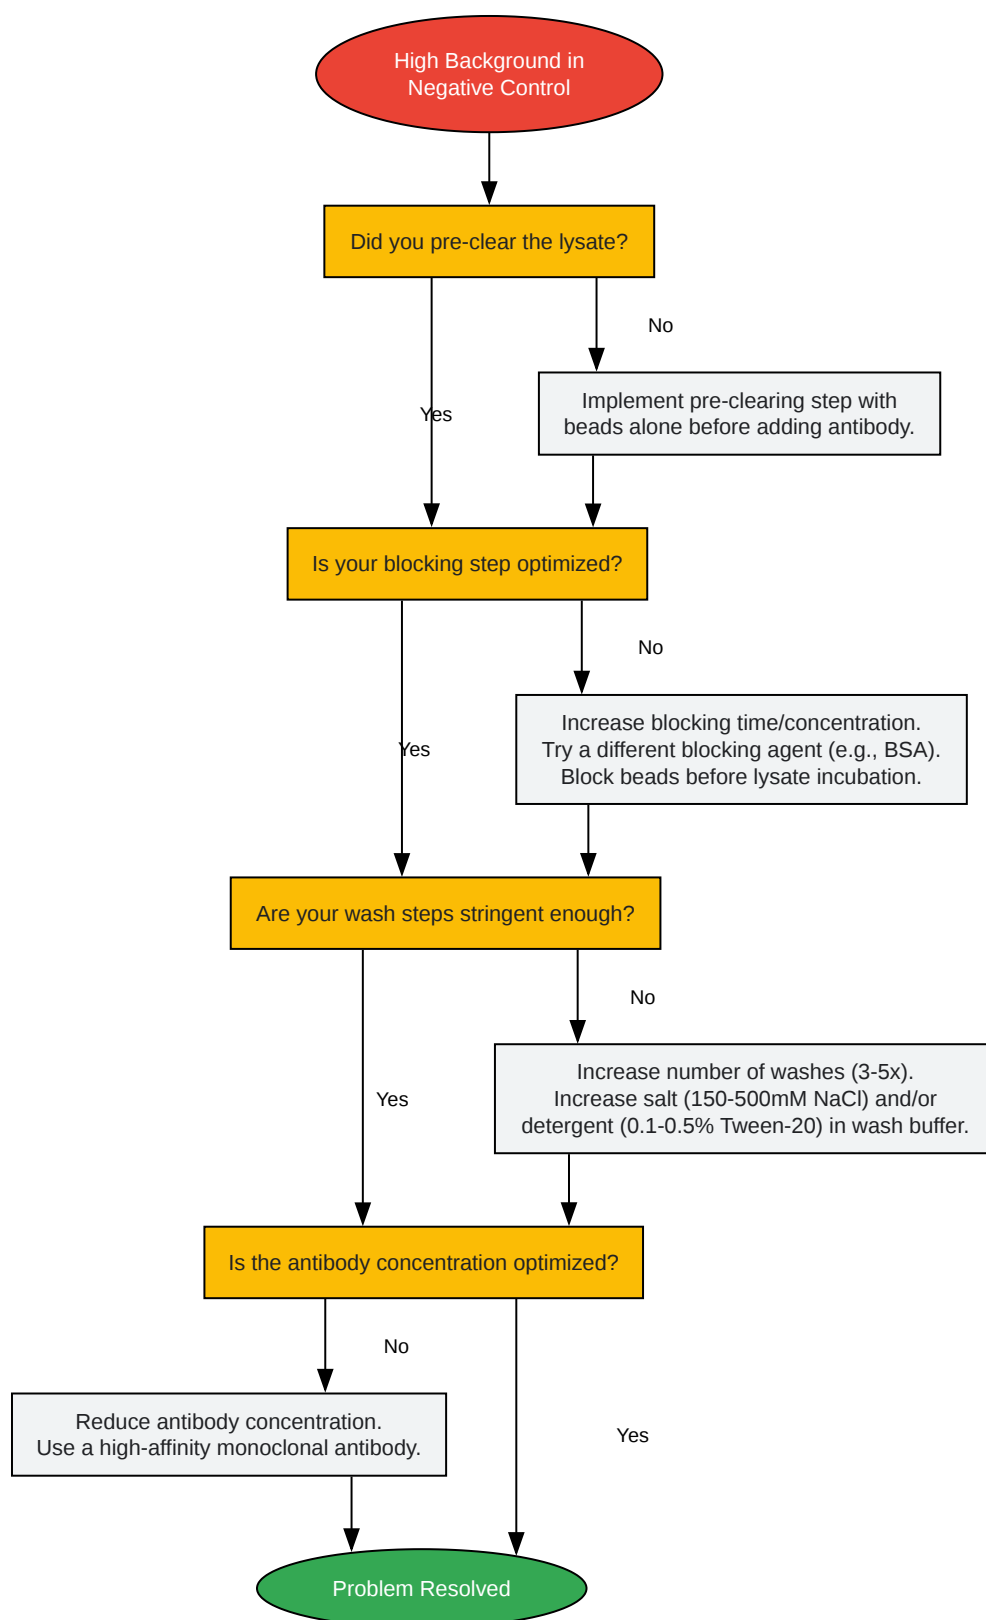 High Background in
Negative Control
Did you pre-clear the lysate?
No
Implement pre-clearing step with
beads alone before adding antibody.
Yes
Is your blocking step optimized?
No
Increase blocking time/concentration.
Try a different blocking agent (e.g., BSA).
Block beads before lysate incubation.
Yes
Are your wash steps stringent enough?
No
Increase number of washes (3-5x).
Increase salt (150-500mM NaCl) and/or
detergent (0.1-0.5% Tween-20) in wash buffer.
Yes
Is the antibody concentration optimized?
No
Reduce antibody concentration.
Use a high-affinity monoclonal antibody.
Yes
Problem Resolved